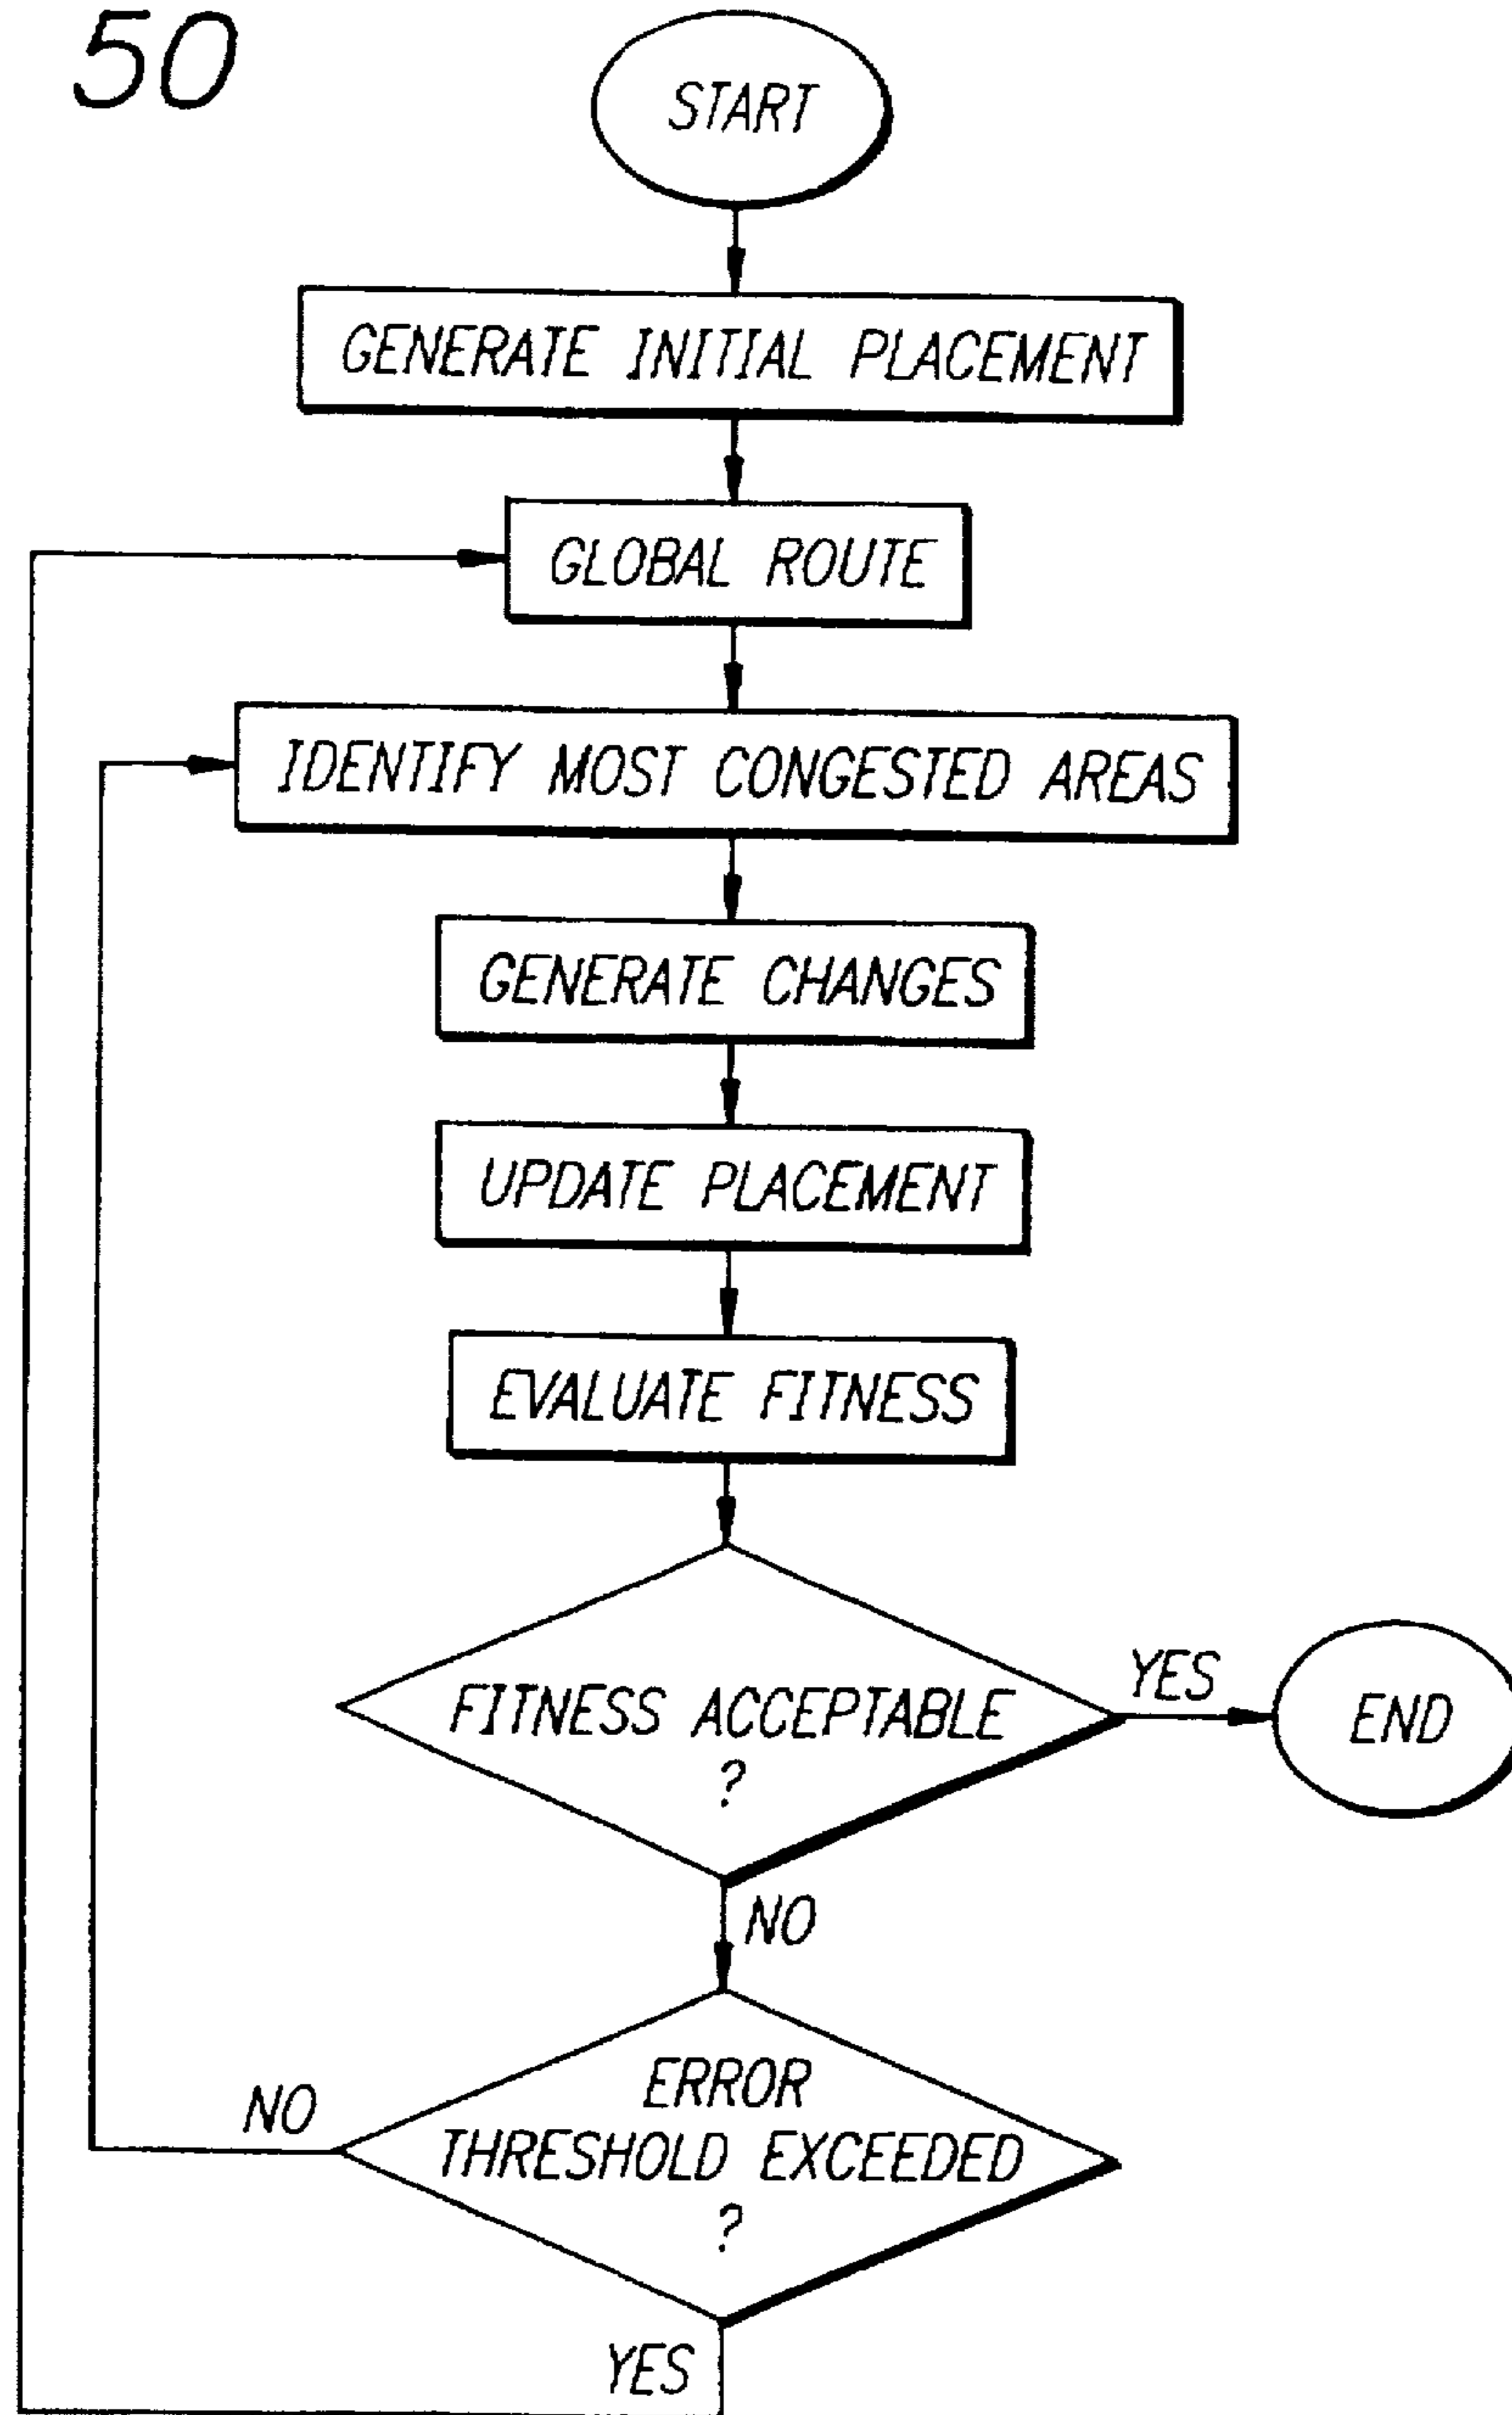 50
START
GENERATE INITIAL PLACEMENT
GLOBAL ROUTE
IDENTIFY MOST CONGESTED AREAS
GENERATE CHANGES
UPDATE PLACEMENT
EVALUATE FITNESS
FITNESS ACCEPTABLE
?
YES
END
NO
ERROR
THRESHOLD EXCEEDED
?
NO
YES